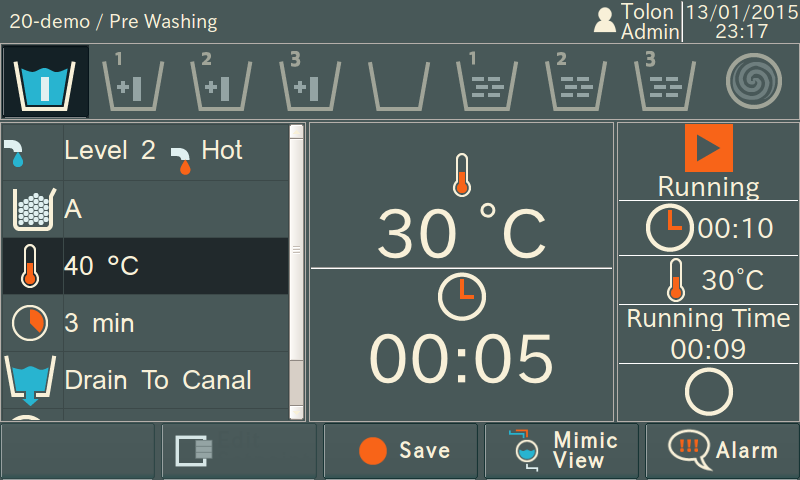 20-demo / Pre Washing
Tolon
Admin
13/01/2015
23:17
1
2
3
1
2
3
Level 2 Hot
A
40 °C
3 min
Drain To Canal
30 °C
00:05
Running
00:10
30°C
Running Time
00:09
Save
Mimic
View
!!!
Alarm